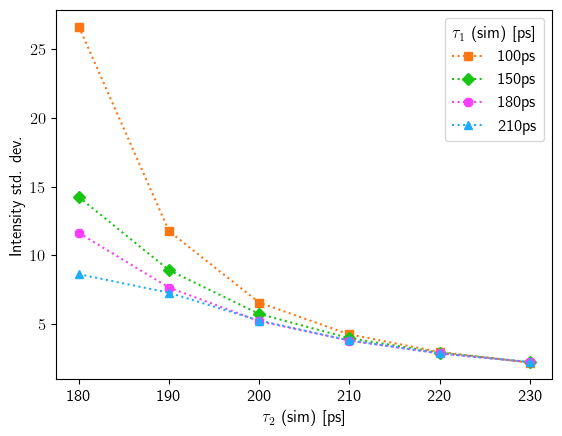 τ₁ (sim) [ps]
100ps
150ps
180ps
210ps
Intensity std. dev.
25
20
15
10
5
180 190 200 210 220 230
τ₂ (sim) [ps]